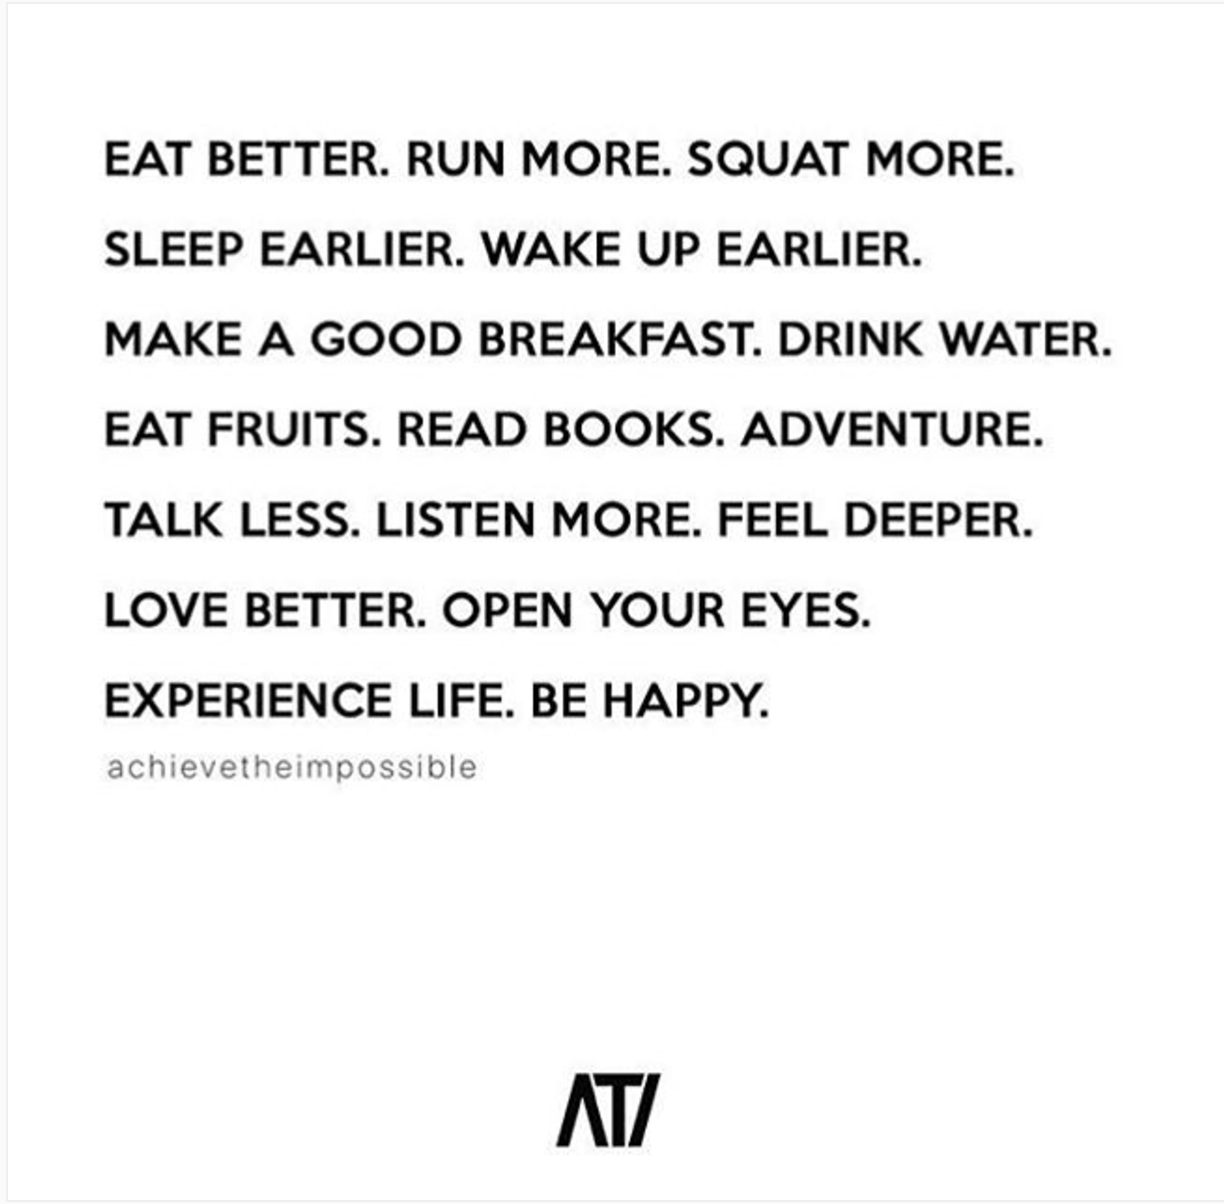 EAT BETTER. RUN MORE. SQUAT MORE.
SLEEP EARLIER. WAKE UP EARLIER.
MAKE A GOOD BREAKFAST. DRINK WATER.
EAT FRUITS. READ BOOKS. ADVENTURE.
TALK LESS. LISTEN MORE. FEEL DEEPER.
LOVE BETTER. OPEN YOUR EYES.
EXPERIENCE LIFE. BE HAPPY.
achievetheimpossible
ATI